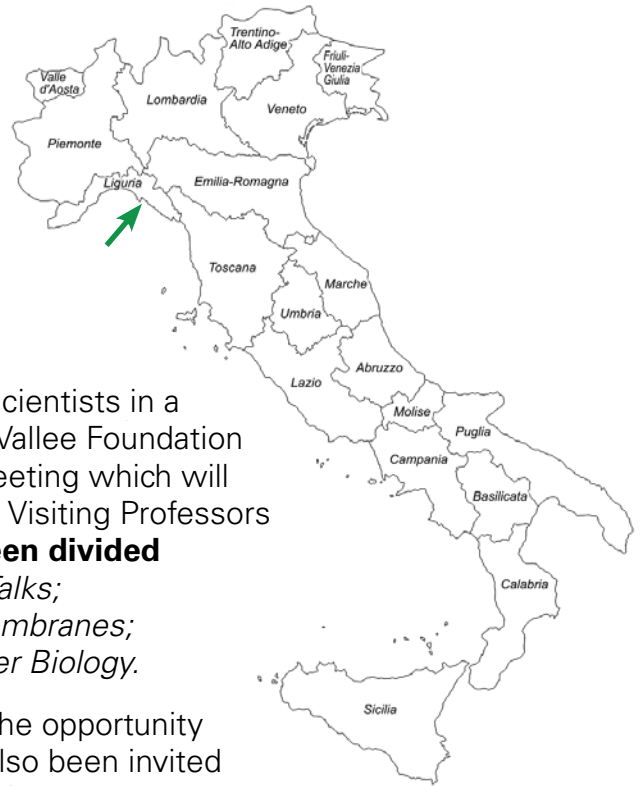 Trentino-
Alto Adige
Friuli-
Venezia
Giulia
Valle
d'Aosta
Lombardia
Veneto
Piemonte
Liguria
Emilia-Romagna
Toscana
Marche
Umbria
Lazio
Abruzzo
Molise
Puglia
Campania
Basilicata
Calabria
Sicilia
cientists in a
Vallee Foundation
eeting which will
Visiting Professors
een divided
Talks;
mbranes;
er Biology.
he opportunity
lso been invited